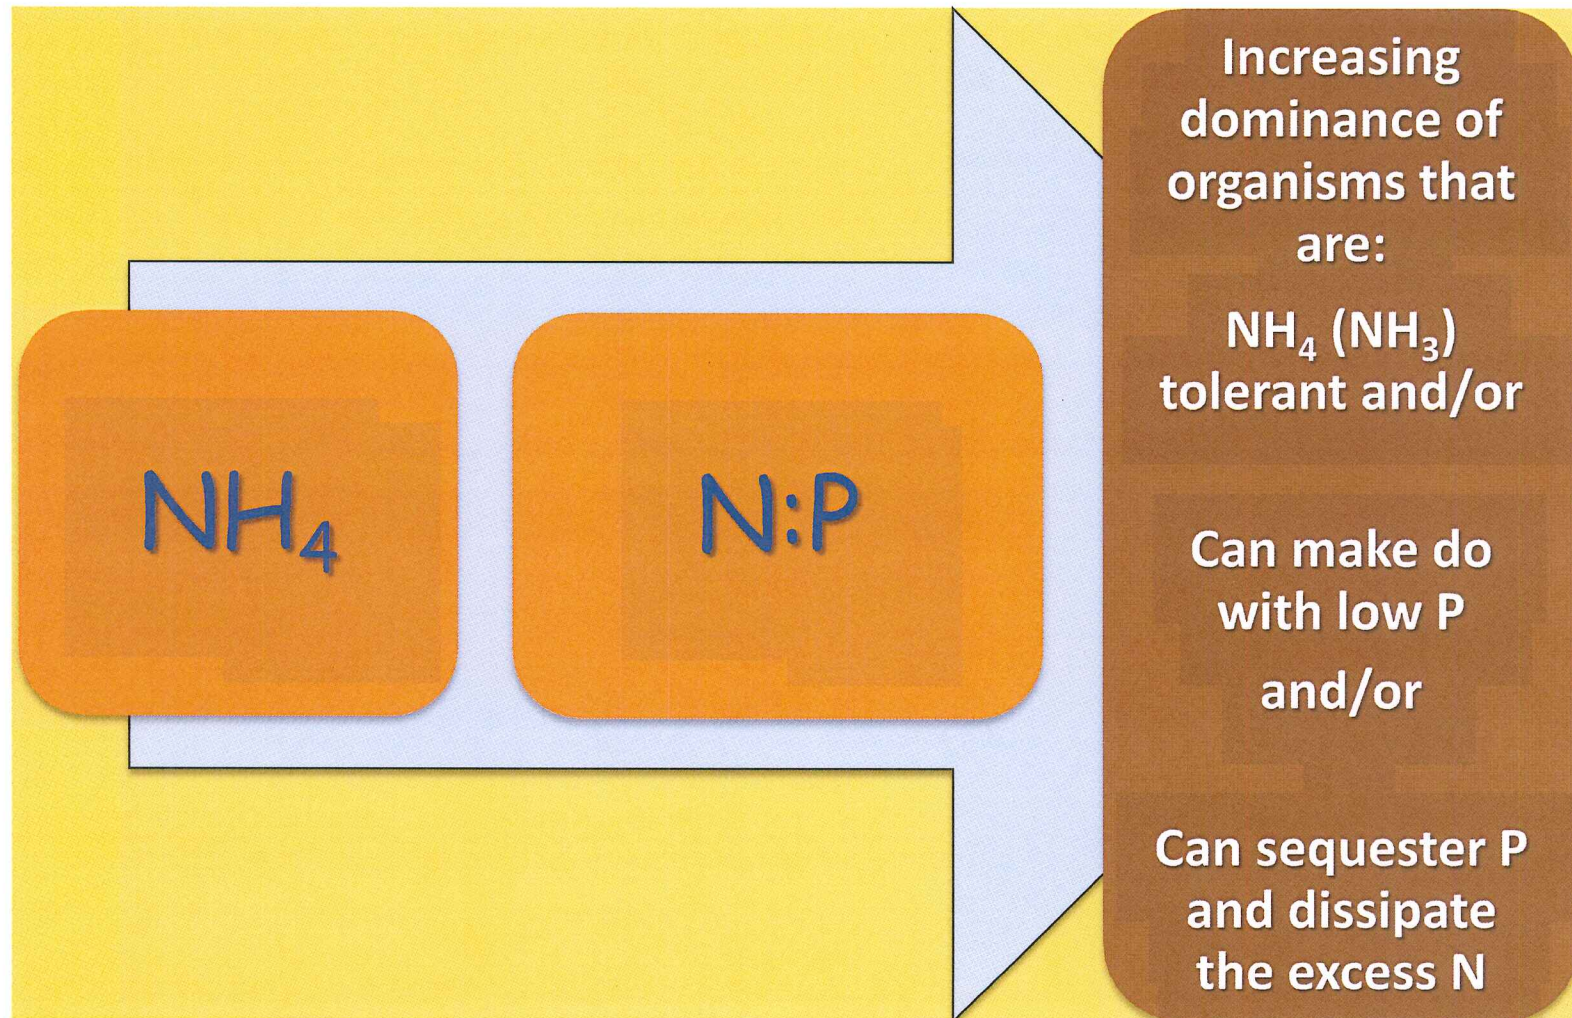 NH₄
N:P
Increasing
dominance of
organisms that
are:
NH₄ (NH₃)
tolerant and/or
Can make do
with low P
and/or
Can sequester P
and dissipate
the excess N